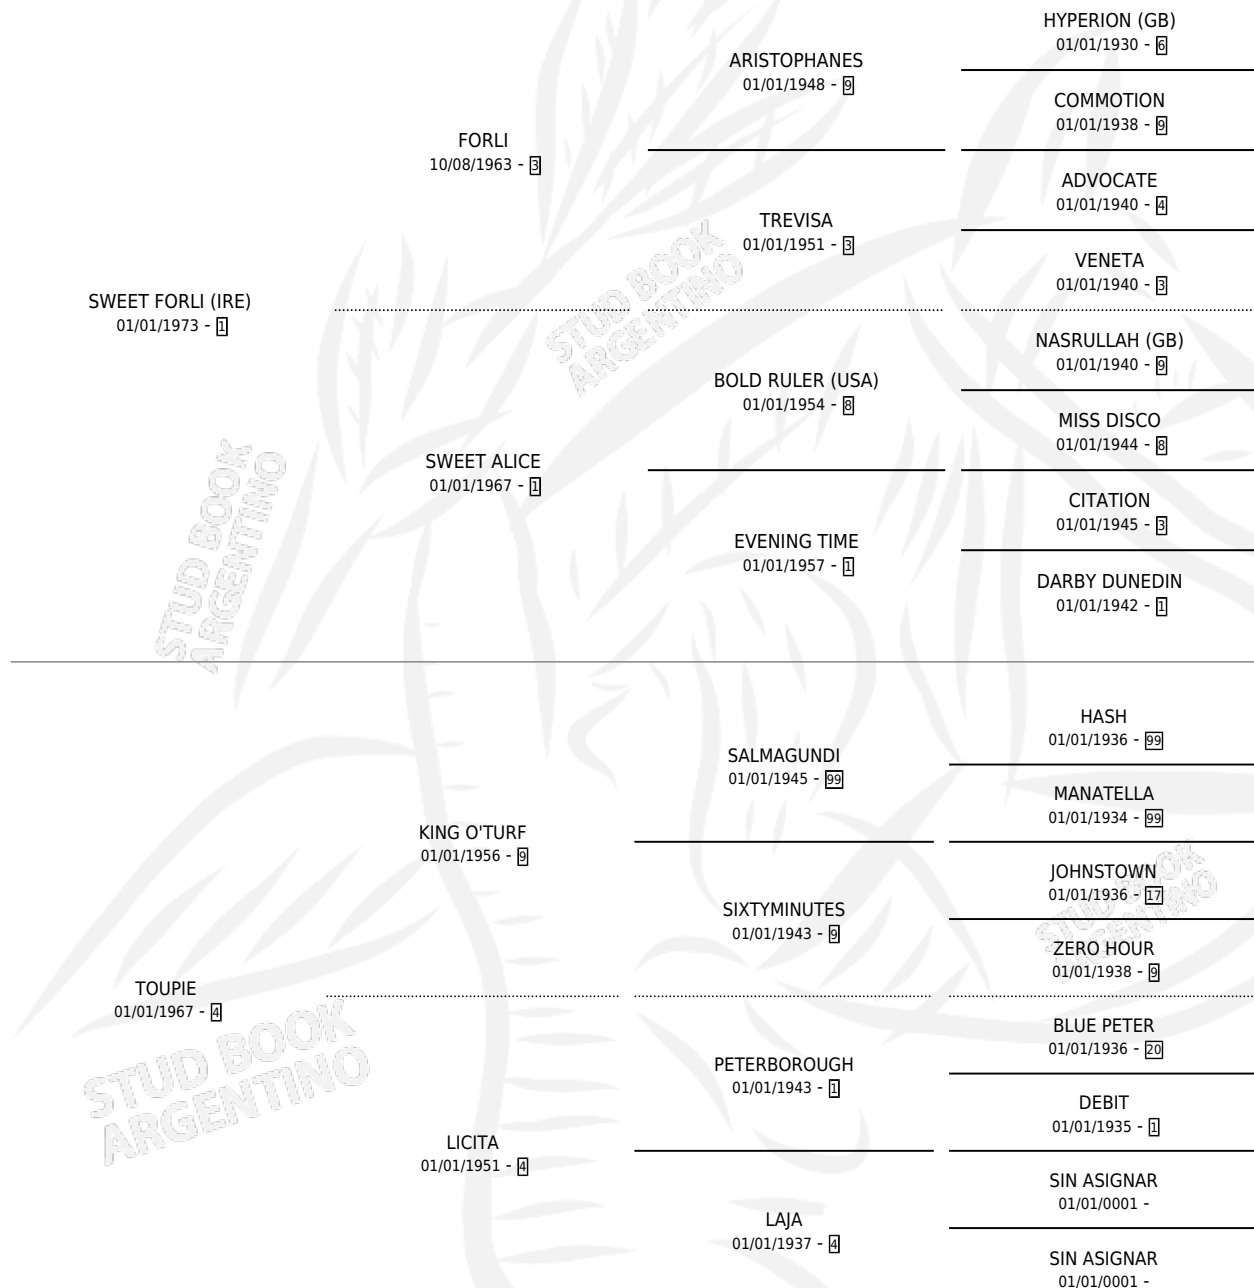 HYPERION (GB)
01/01/1930 - 6
ARISTOPHANES
01/01/1948 - 9
COMMOTION
01/01/1938 - 9
FORLI
10/08/1963 - 3
ADVOCATE
01/01/1940 - 4
TREVISA
01/01/1951 - 3
VENETA
01/01/1940 - 3
SWEET FORLI (IRE)
01/01/1973 - 1
NASRULLAH (GB)
01/01/1940 - 9
BOLD RULER (USA)
01/01/1954 - 8
MISS DISCO
01/01/1944 - 8
SWEET ALICE
01/01/1967 - 1
CITATION
01/01/1945 - 3
EVENING TIME
01/01/1957 - 1
DARBY DUNEDIN
01/01/1942 - 1
HASH
01/01/1936 - 99
SALMAGUNDI
01/01/1945 - 99
MANATELLA
01/01/1934 - 99
KING O'TURF
01/01/1956 - 9
JOHNSTOWN
01/01/1936 - 17
SIXTYMINUTES
01/01/1943 - 9
ZERO HOUR
01/01/1938 - 9
TOUPIE
01/01/1967 - 4
BLUE PETER
01/01/1936 - 20
PETERBOROUGH
01/01/1943 - 1
DEBIT
01/01/1935 - 1
LICITA
01/01/1951 - 4
SIN ASIGNAR
01/01/0001 -
LAJA
01/01/1937 - 4
SIN ASIGNAR
01/01/0001 -
STUD BOOK
ARGENTINO
STUD BOOK
ARGENTINO
STUD BOOK
ARGENTINO
STUD BOOK
ARGENTINO